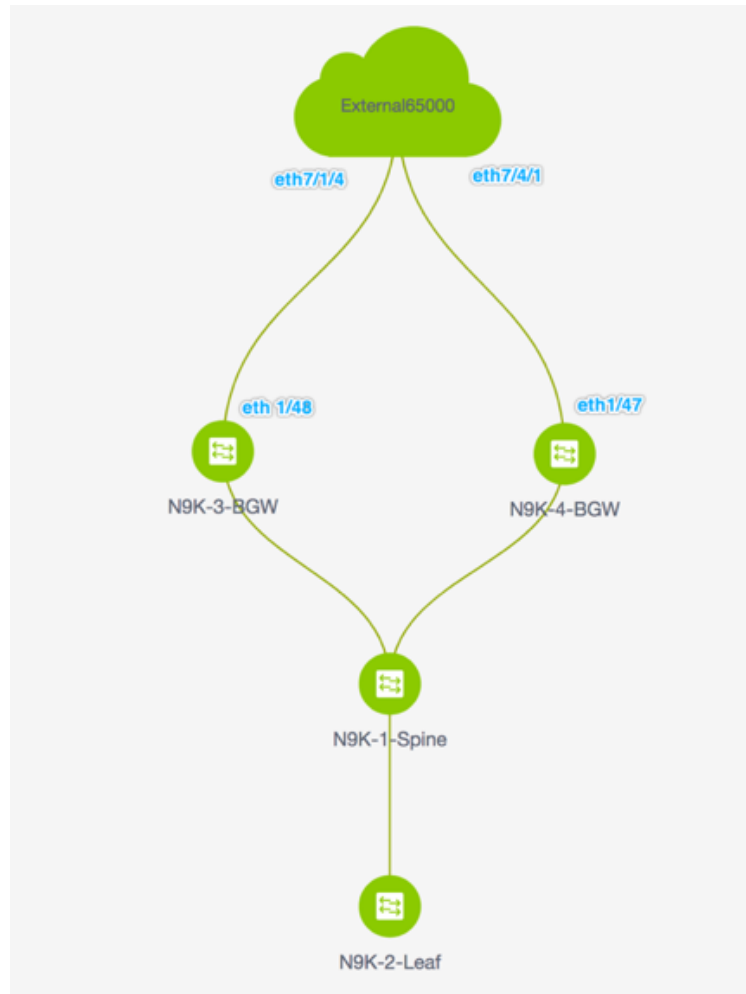 External65000
eth7/1/4
eth7/4/1
eth 1/48
eth1/47
N9K-3-BGW
N9K-4-BGW
N9K-1-Spine
N9K-2-Leaf